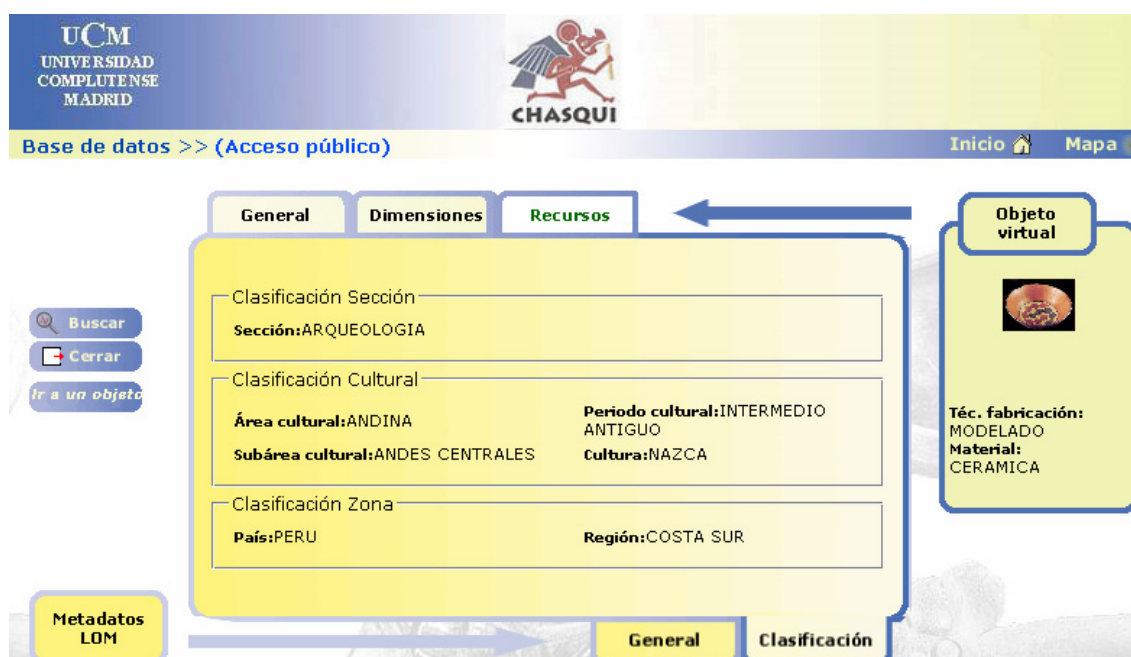 UCM
UNIVERSIDAD
COMPLUTENSE
MADRID
CHASQUI
Base de datos >> (Acceso público)
Inicio
Mapa
General
Dimensiones
Recursos
Objeto
virtual
Clasificación Sección
Sección:ARQUEOLOGIA
Buscar
Cerrar
Ir a un objeto
Clasificación Cultural
Área cultural:ANDINA
Periodo cultural:INTERMEDIO
ANTIGUO
Subárea cultural:ANDES CENTRALES
Cultura:NAZCA
Téc. fabricación:
MODELADO
Material:
CERAMICA
Clasificación Zona
País:PERU
Región:COSTA SUR
Metadatos
LOM
General
Clasificación